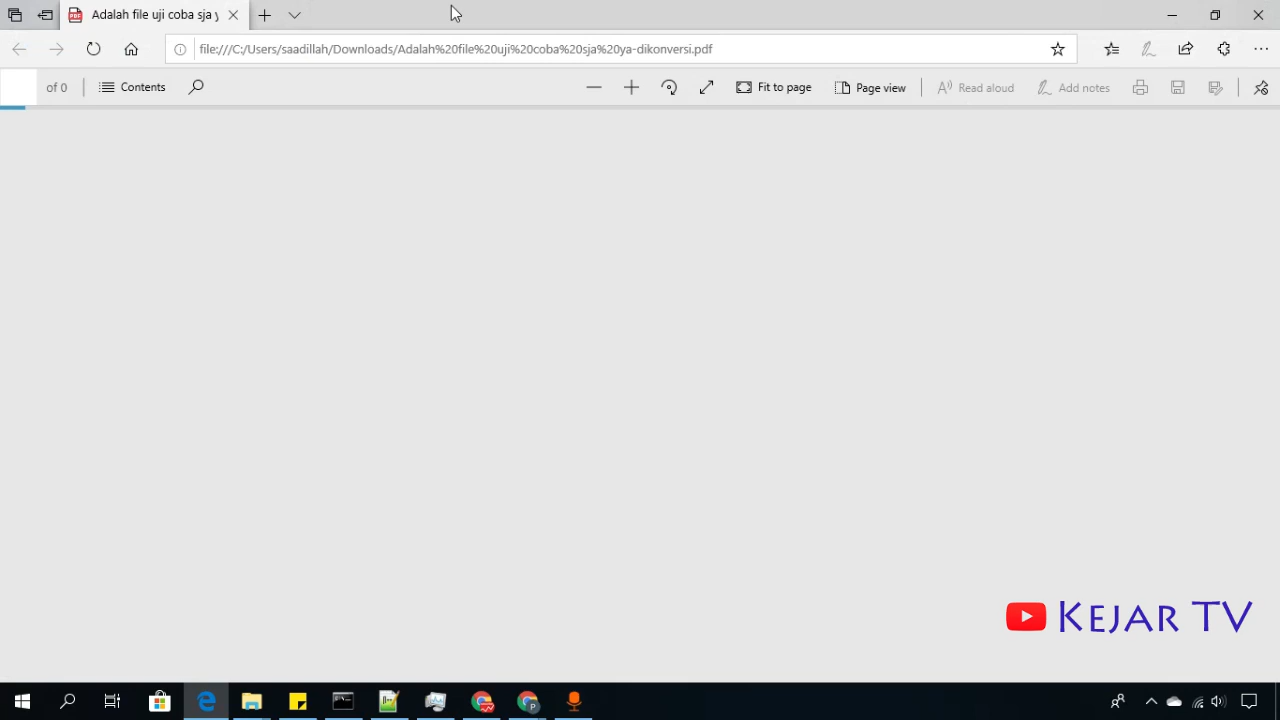 Adalah file uji coba sja y
file:///C:/Users/saadillah/Downloads/Adalah%20file%20uji%20coba%20sja%20ya-dikonversi.pdf
of 0
Contents
Fit to page
Page view
Read aloud
Add notes
KEJAR TV